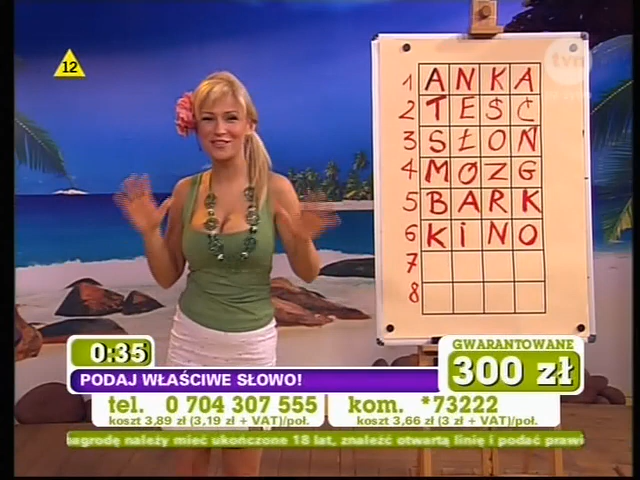 12
tvn
1 ANKA
2 TEŚĆ
3 SŁOŃ
4 MOZG
5 BARK
6 KINO
7
8
0:35
GWARANTOWANE
300 zł
PODAJ WŁAŚCIWE SŁOWO!
tel. 0 704 307 555
koszt 3,89 zł (3,19 zł + VAT)/poł.
kom. *73222
koszt 3,66 zł (3 zł + VAT)/poł.
nagrodę należy mieć ukończone 18 lat, znaleźć otwartą linię i podać prawi